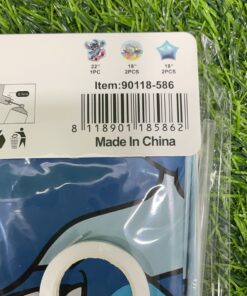 22" 18" 18"
1PC 2PCS 2PCS
Item:90118-586
8 118901 185862
Made In China